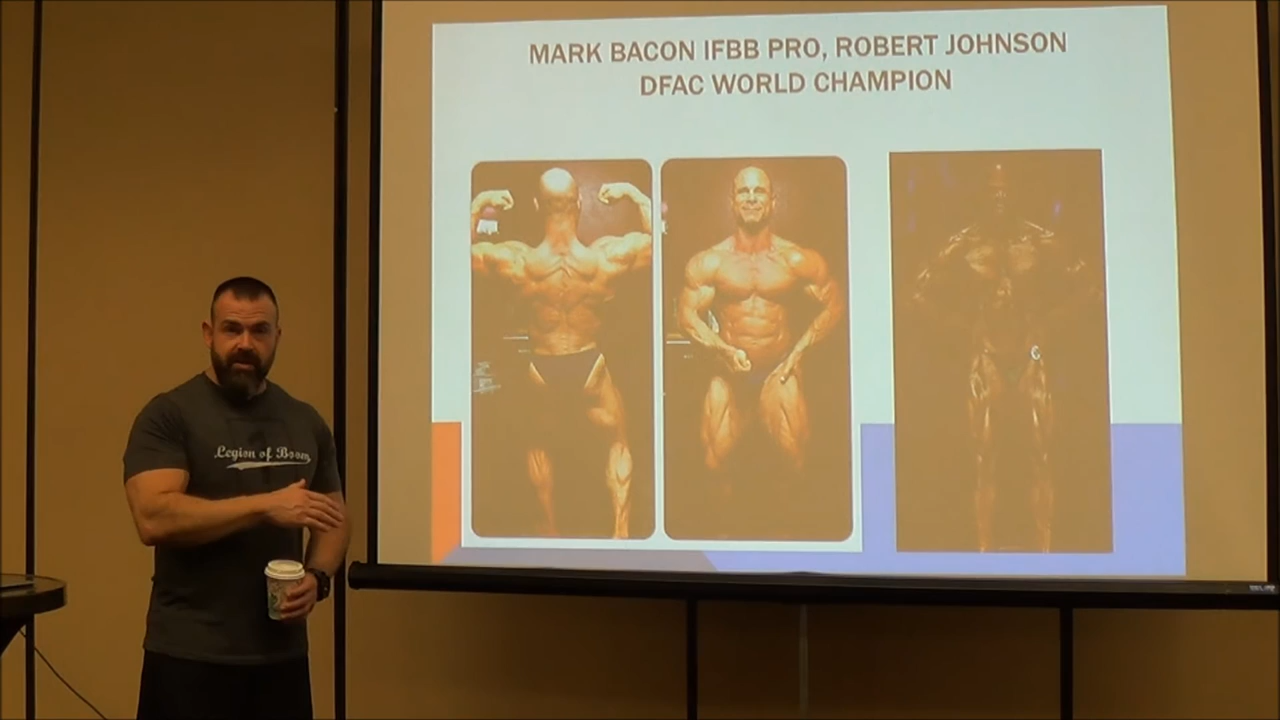 MARK BACON IFBB PRO, ROBERT JOHNSON
DFAC WORLD CHAMPION
Legion of Boom